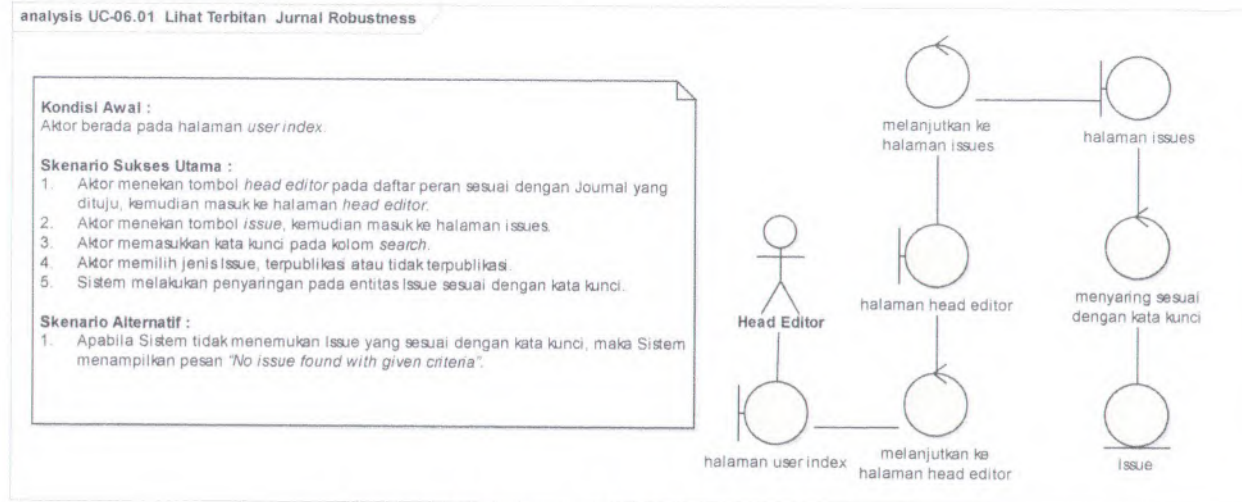 analysis UC-06.01 Lihat Terbitan Jurnal Robustness
Kondisi Awal :
Aktor berada pada halaman user index.
Skenario Sukses Utama :
1. Aktor menekan tombol head editor pada daftar peran sesuai dengan Journal yang
dituju, kemudian masuk ke halaman head editor.
2. Aktor menekan tombol issue, kemudian masuk ke halaman issues.
3. Aktor memasukkan kata kunci pada kolom search.
4. Aktor memilih jenis Issue, terpublikasi atau tidak terpublikasi.
5. Sistem melakukan penyaringan pada entitas Issue sesuai dengan kata kunci.
Skenario Alternatif :
1. Apabila Sistem tidak menemukan Issue yang sesuai dengan kata kunci, maka Sistem
menampilkan pesan "No issue found with given criteria".
Head Editor
halaman user index
melanjutkan ke
halaman head editor
halaman head editor
melanjutkan ke
halaman issues
halaman issues
menyaring sesuai
dengan kata kunci
Issue